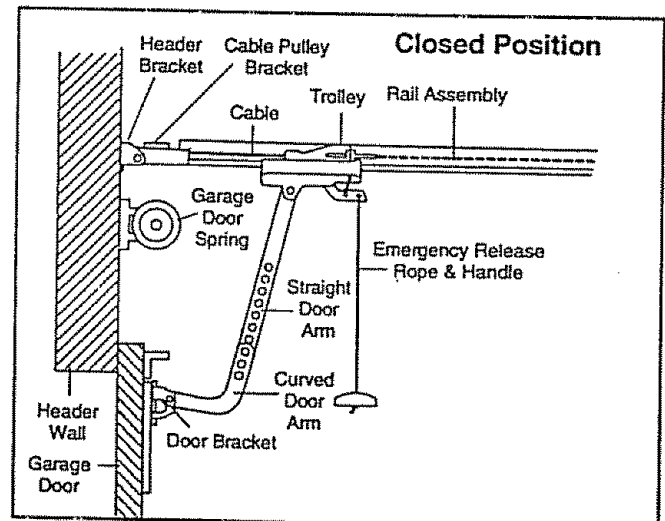 Closed Position
Header
Bracket
Cable Pulley
Bracket
Trolley
Rail Assembly
Cable
Garage
Door
Spring
Emergency Release
Rope & Handle
Straight
Door
Arm
Curved
Door
Arm
Header
Wall
Door Bracket
Garage
Door